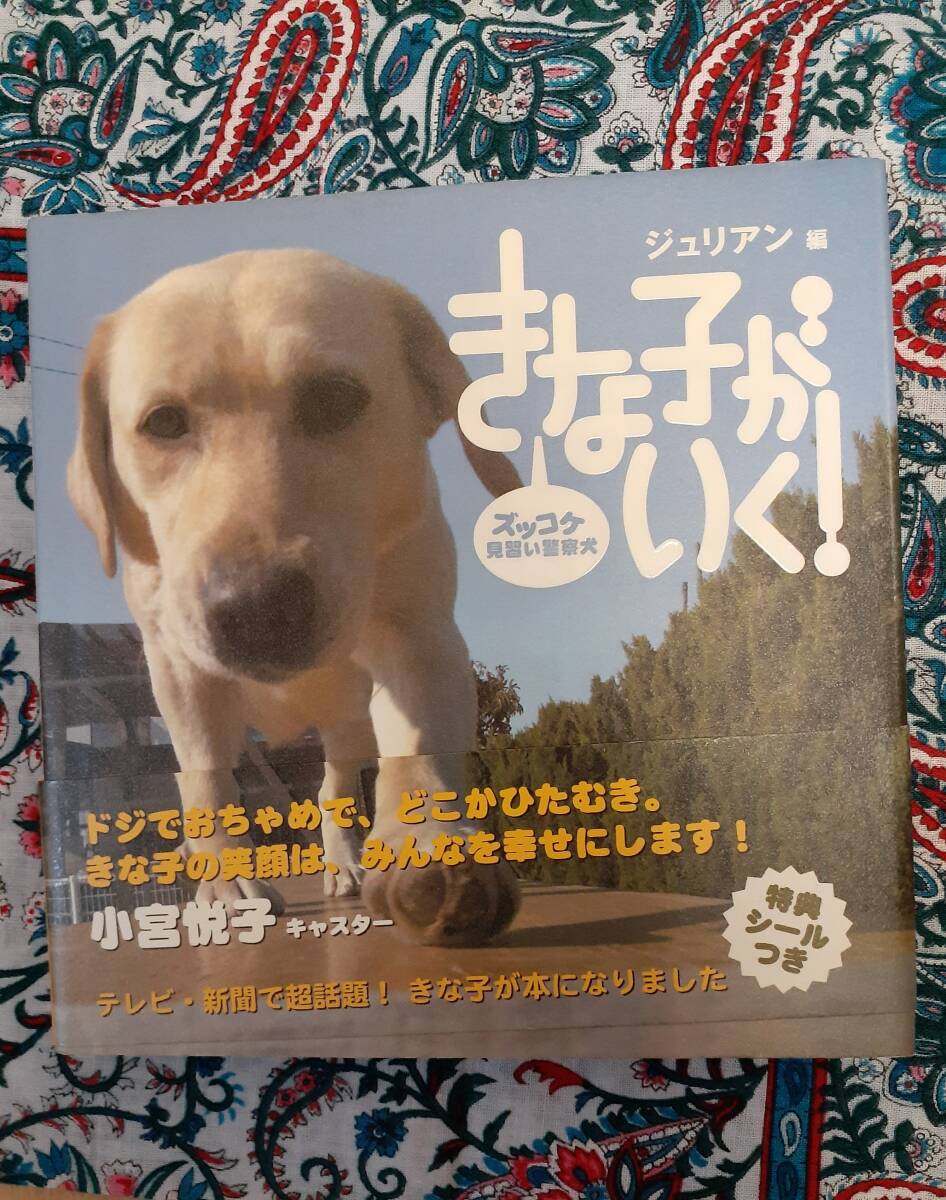 ジュリアン 編
きな子が
いく!
ズッコケ
見習い警察犬
ドジでおちゃめで、どこかひたむき。
きな子の笑顔は、みんなを幸せにします！
小宮悦子 キャスター
特典
シール
つき
テレビ・新聞で超話題！ きな子が本になりました